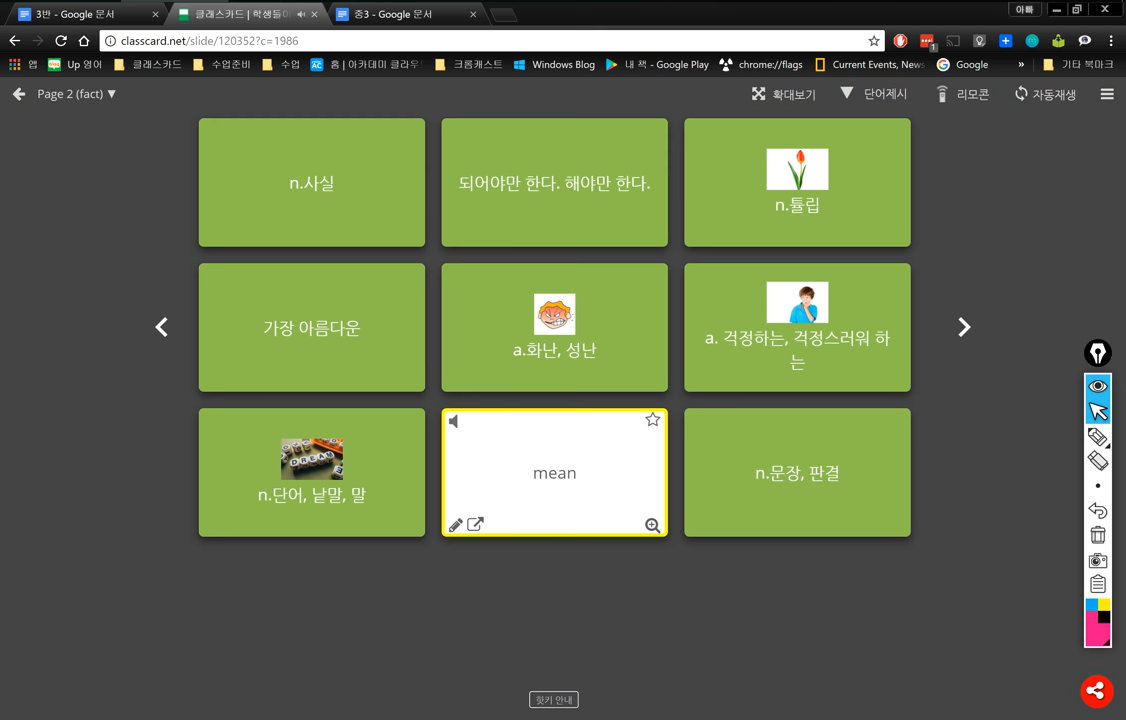 3반 - Google 문서
클래스카드 | 학생들이
중3 - Google 문서
아빠
classcard.net/slide/120352?c=1986
1
앱
Up 영어
클래스카드
수업준비
수업
홈 | 아카데미 클라우
크롬캐스트
Windows Blog
내 책 - Google Play
chrome://flags
Current Events, News
Google
»
기타 북마크
Page 2 (fact) ▼
확대보기
단어제시
리모콘
자동재생
n.사실
되어야만 한다. 해야만 한다.
n.튤립
가장 아름다운
a.화난, 성난
a. 걱정하는, 걱정스러워 하
는
DREAM
n.단어, 낱말, 말
mean
n.문장, 판결
핫키 안내